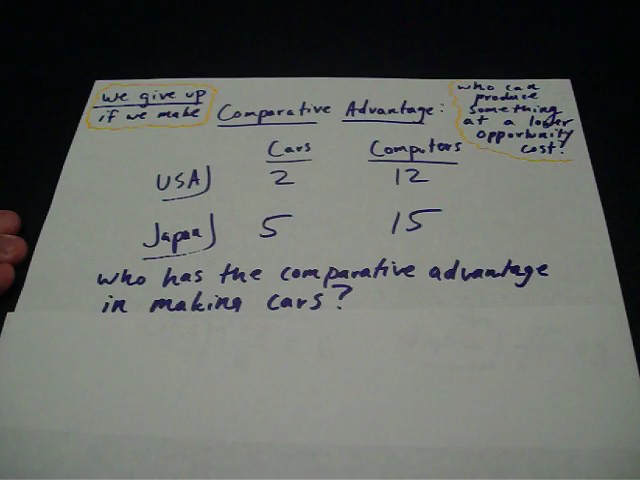 we give up
if we make
Comparative Advantage:
who can
produce
something
at a lower
opportunity
cost?
Cars Computers
USA 2 12
Japan 5 15
who has the comparative advantage
in making cars?